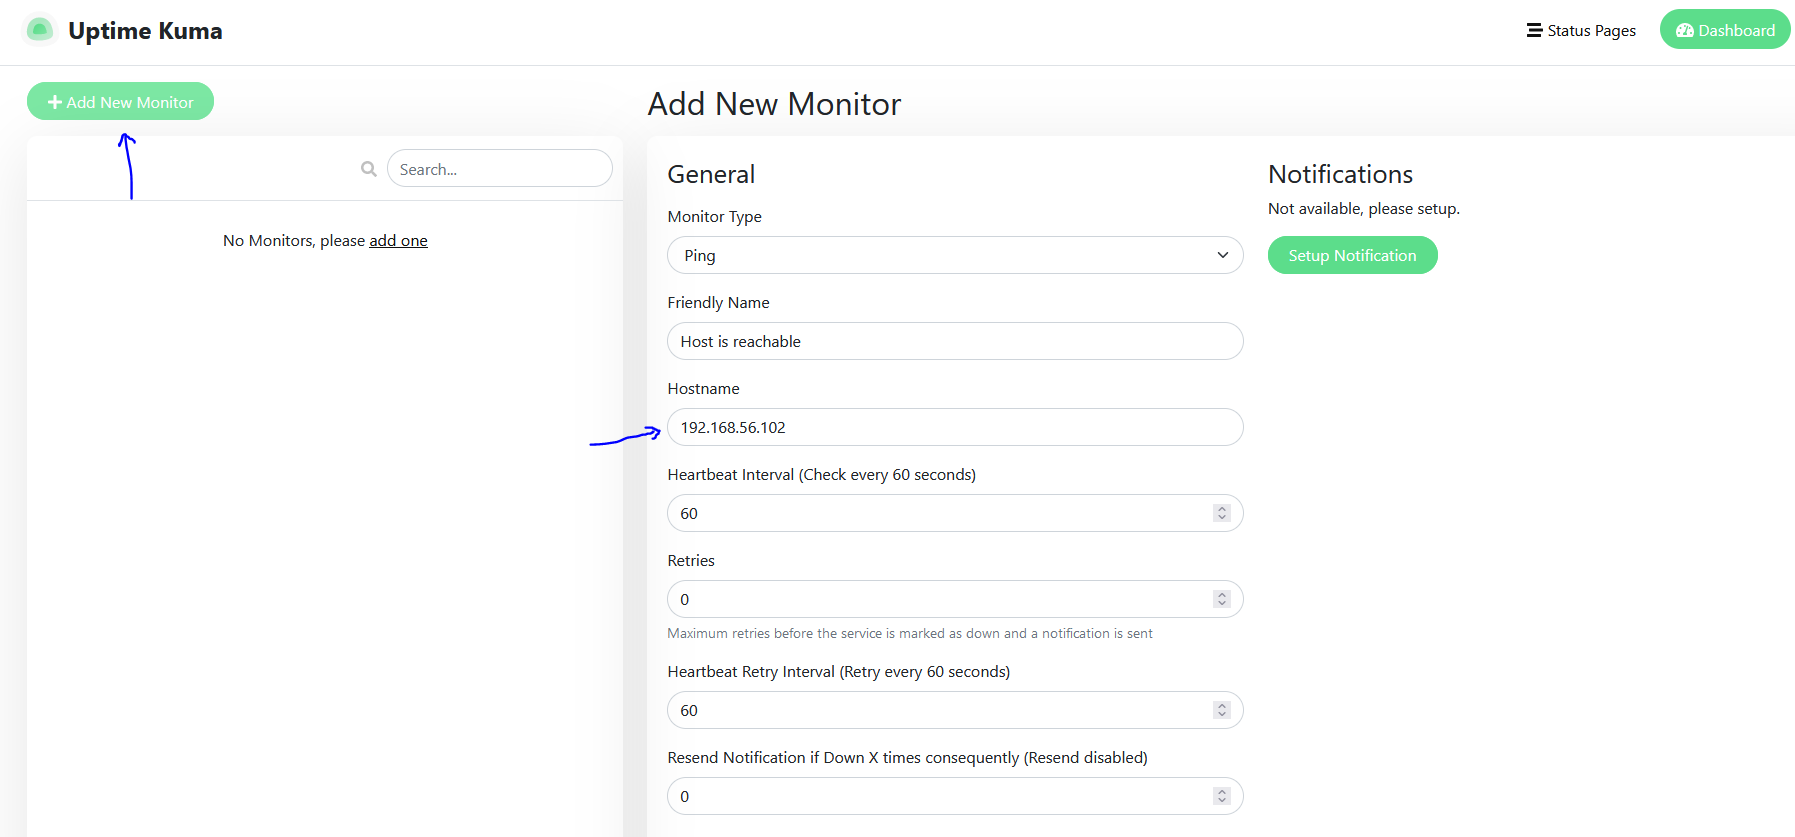 Uptime Kuma
Status Pages
Dashboard
Add New Monitor
Search...
No Monitors, please add one
Add New Monitor
General
Monitor Type
Ping
Friendly Name
Host is reachable
Hostname
192.168.56.102
Heartbeat Interval (Check every 60 seconds)
60
Retries
0
Maximum retries before the service is marked as down and a notification is sent
Heartbeat Retry Interval (Retry every 60 seconds)
60
Resend Notification if Down X times consequently (Resend disabled)
0
Notifications
Not available, please setup.
Setup Notification